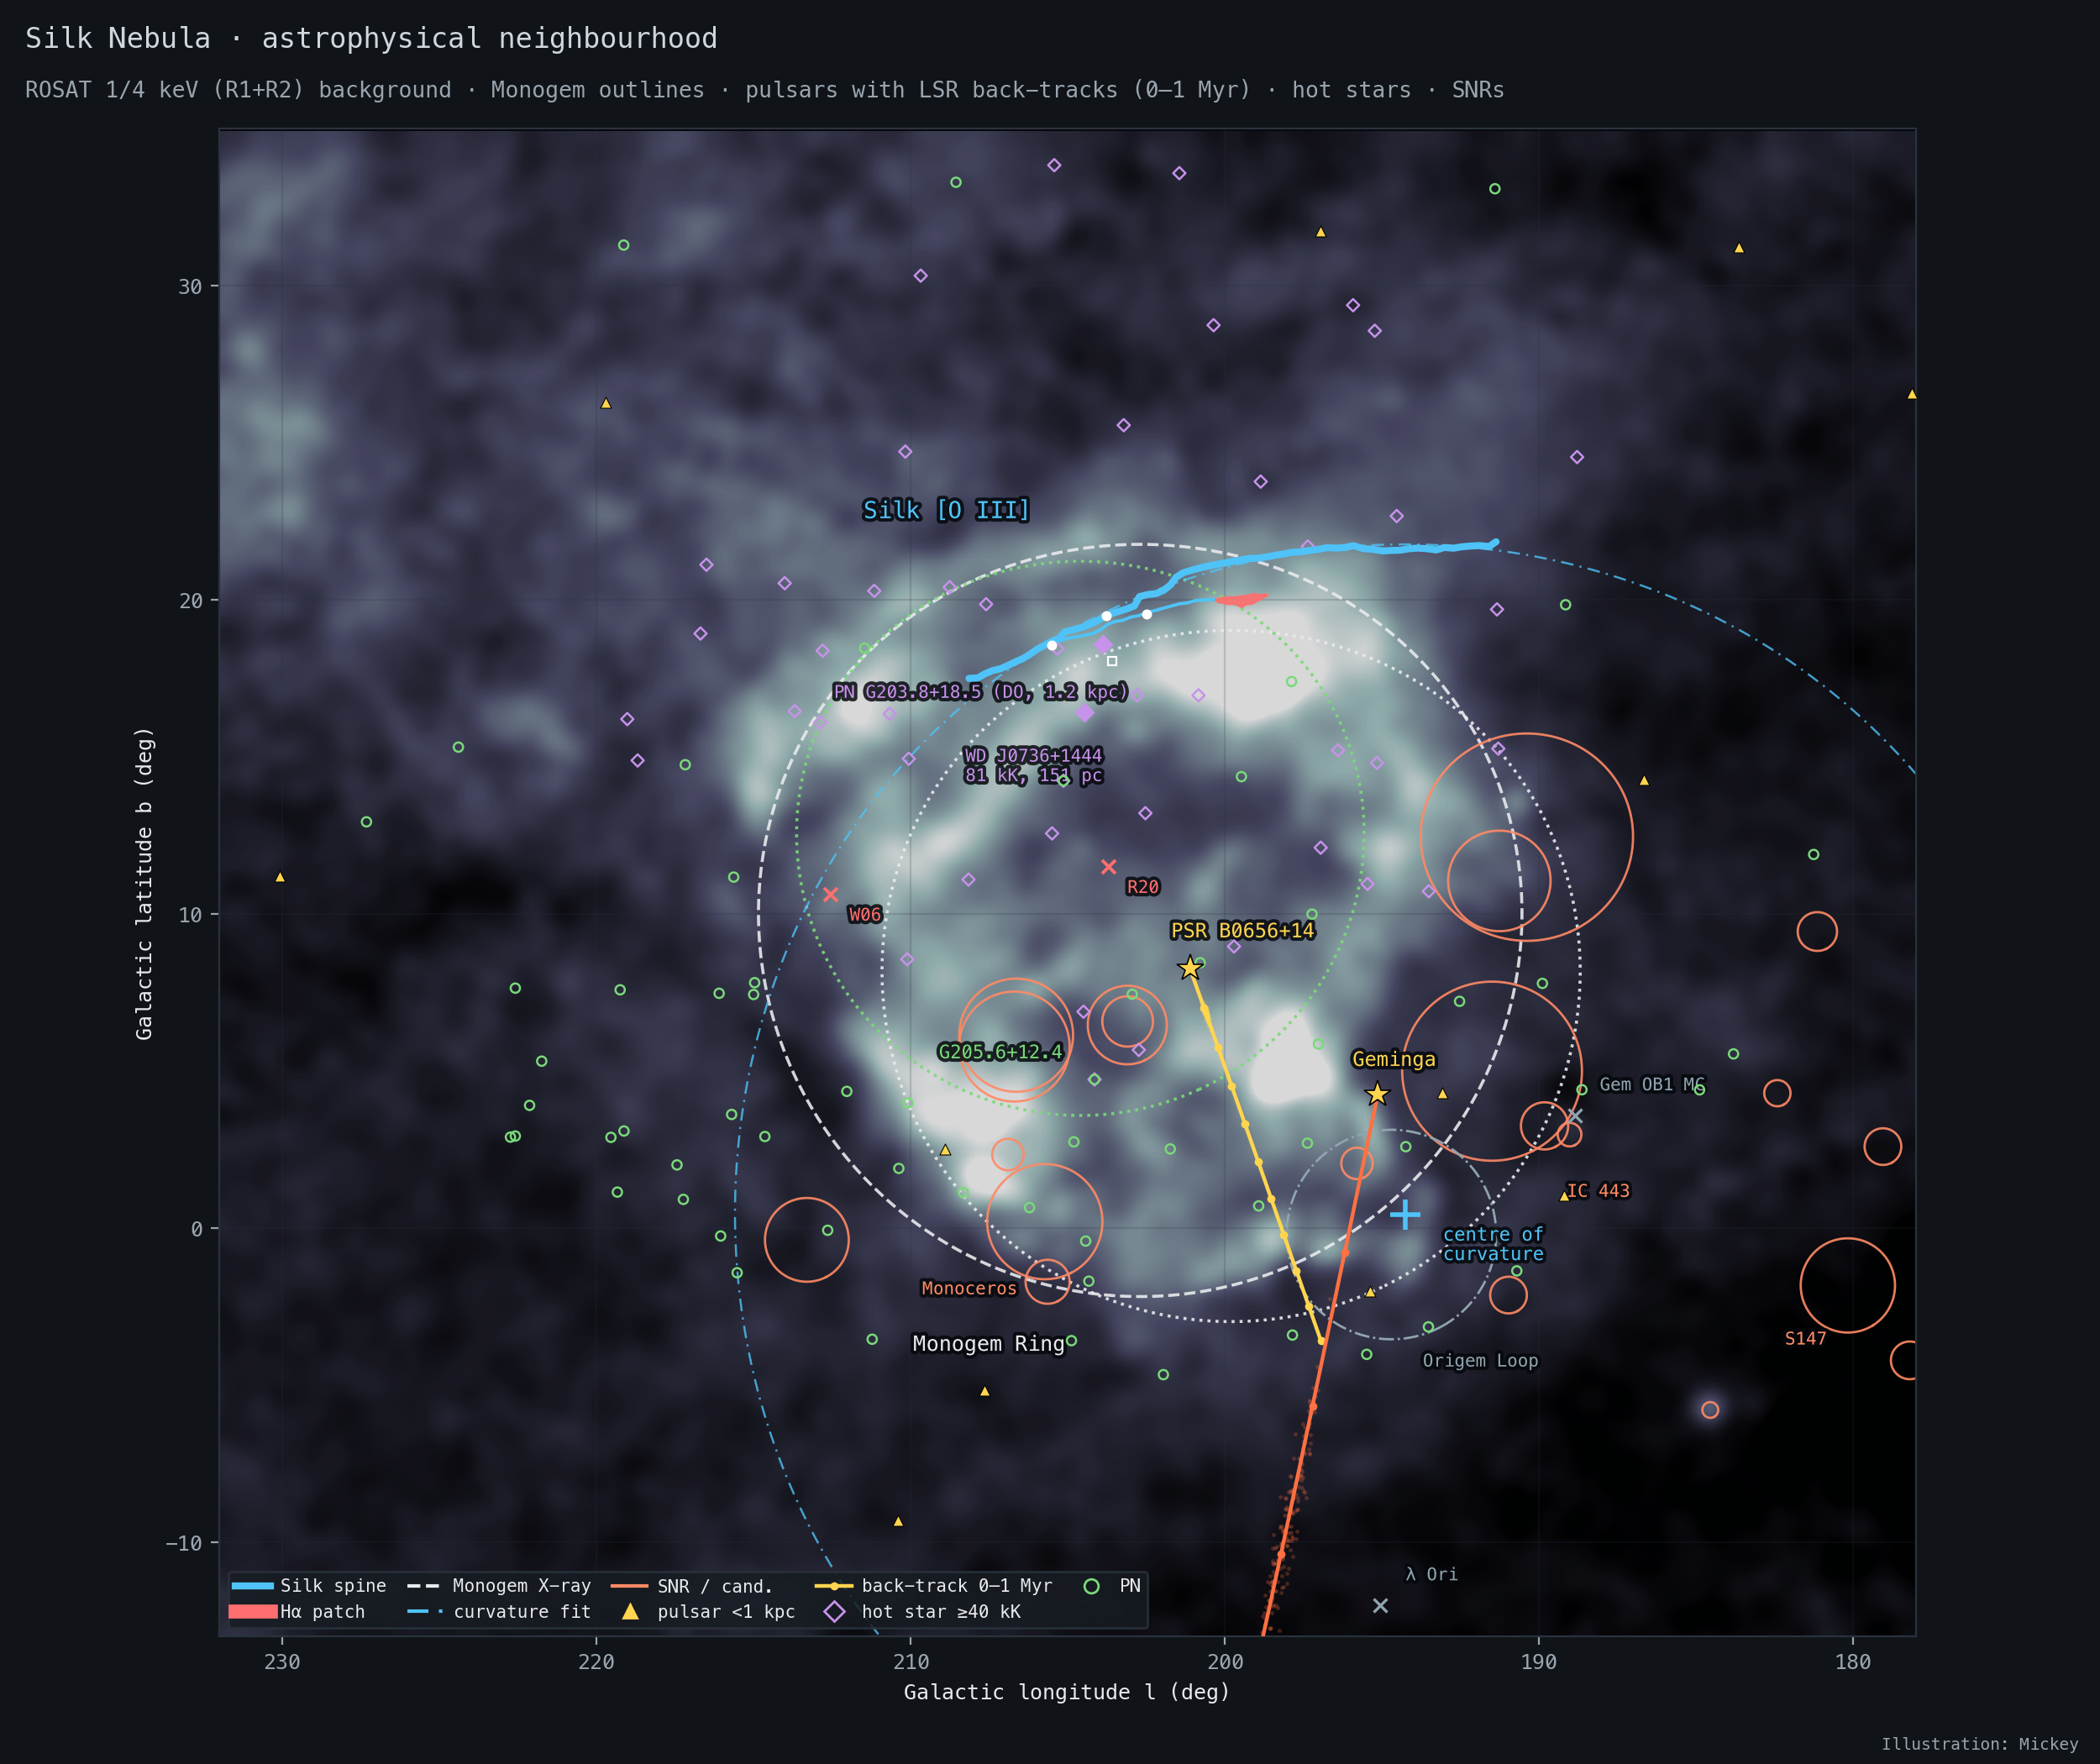 Silk Nebula · astrophysical neighbourhood
ROSAT 1/4 keV (R1+R2) background · Monogem outlines · pulsars with LSR back−tracks (0−1 Myr) · hot stars · SNRs
Galactic latitude b (deg)
30
20
10
0
−10
Silk [O III]
PN G203.8+18.5 (DO, 1.2 kpc)
WD J0736+1444
81 kK, 151 pc
R20
W06
PSR B0656+14
G205.6+12.4
Geminga
Gem OB1 MC
IC 443
centre of
curvature
Monoceros
Monogem Ring
S147
Origem Loop
λ Ori
Silk spine
Monogem X−ray
SNR / cand.
back−track 0−1 Myr
PN
Hα patch
curvature fit
pulsar <1 kpc
hot star ≥40 kK
230
220
210
200
190
180
Galactic longitude l (deg)
Illustration: Mickey